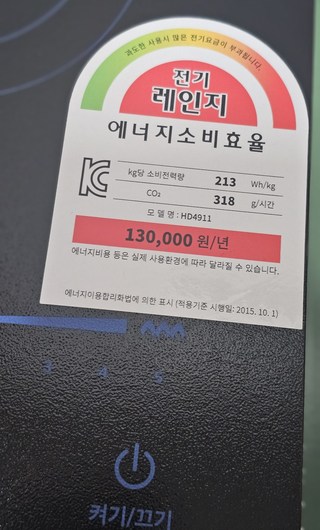 과도한 사용시 많은 전기요금이 부과됩니다.
전기
레인지
에너지소비효율
kg당 소비전력량 213 Wh/kg
CO₂ 318 g/시간
모 델 명 : HD4911
130,000 원/년
에너지비용 등은 실제 사용환경에 따라 달라질 수 있습니다.
에너지이용합리화법에 의한 표시 (적용기준 시행일: 2015. 10. 1)
3 4 5
켜기/끄기